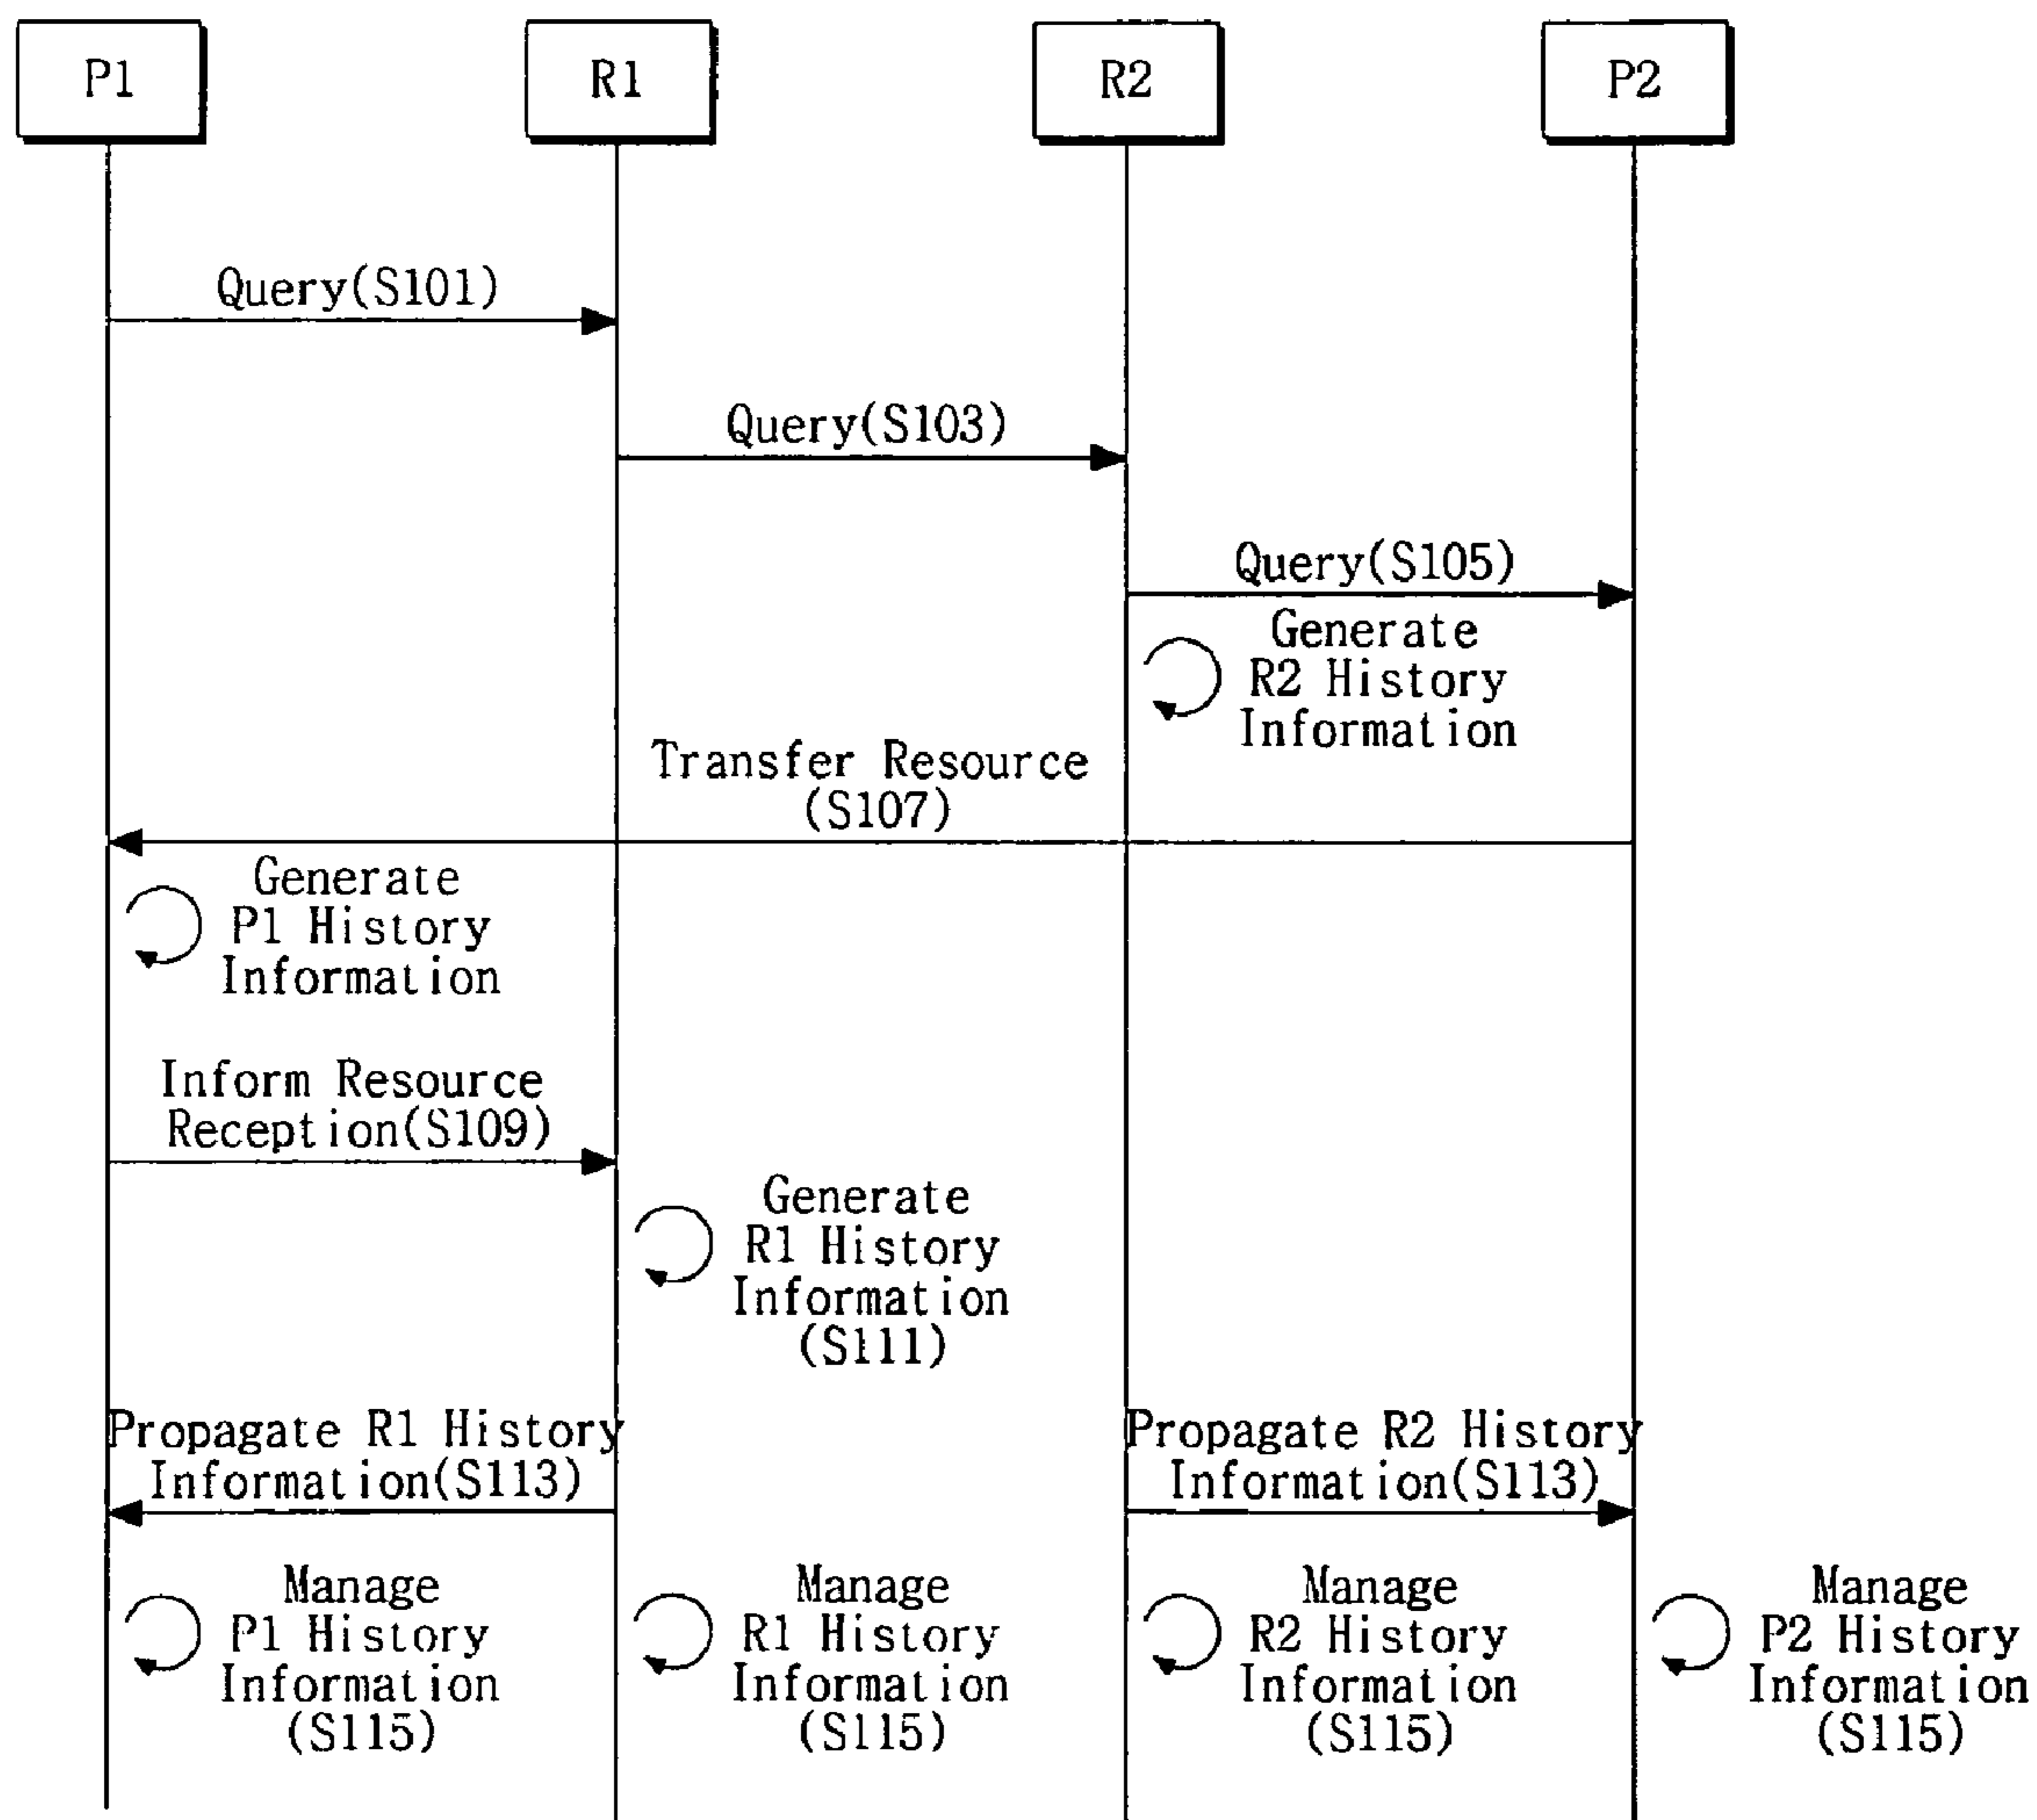 P1
R1
R2
P2
Query(S101)
Query(S103)
Query(S105)
Generate
R2 History
Information
Transfer Resource
(S107)
Generate
P1 History
Information
Inform Resource
Reception(S109)
Generate
R1 History
Information
(S111)
Propagate R1 History
Information(S113)
Propagate R2 History
Information(S113)
Manage
P1 History
Information
(S115)
Manage
R1 History
Information
(S115)
Manage
R2 History
Information
(S115)
Manage
P2 History
Information
(S115)